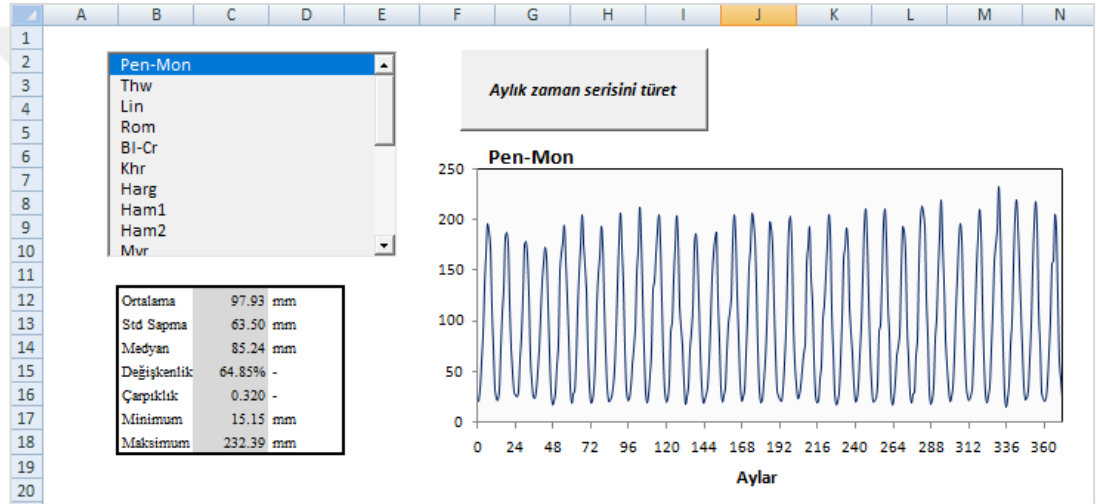 A B C D E F G H I J K L M N
1
2
3
4
5
6
7
8
9
10
11
12
13
14
15
16
17
18
19
20
Pen-Mon
Thw
Lin
Rom
Bl-Cr
Khr
Harg
Ham1
Ham2
Aylık zaman serisini türet
Ortalama 97.93 mm
Std Sapma 63.50 mm
Medyan 85.24 mm
Değişkenlik 64.85% -
Çarpıklık 0.320 -
Minimum 15.15 mm
Maksimum 232.39 mm
Pen-Mon
250
200
150
100
50
0
0 24 48 72 96 120 144 168 192 216 240 264 288 312 336 360
Aylar